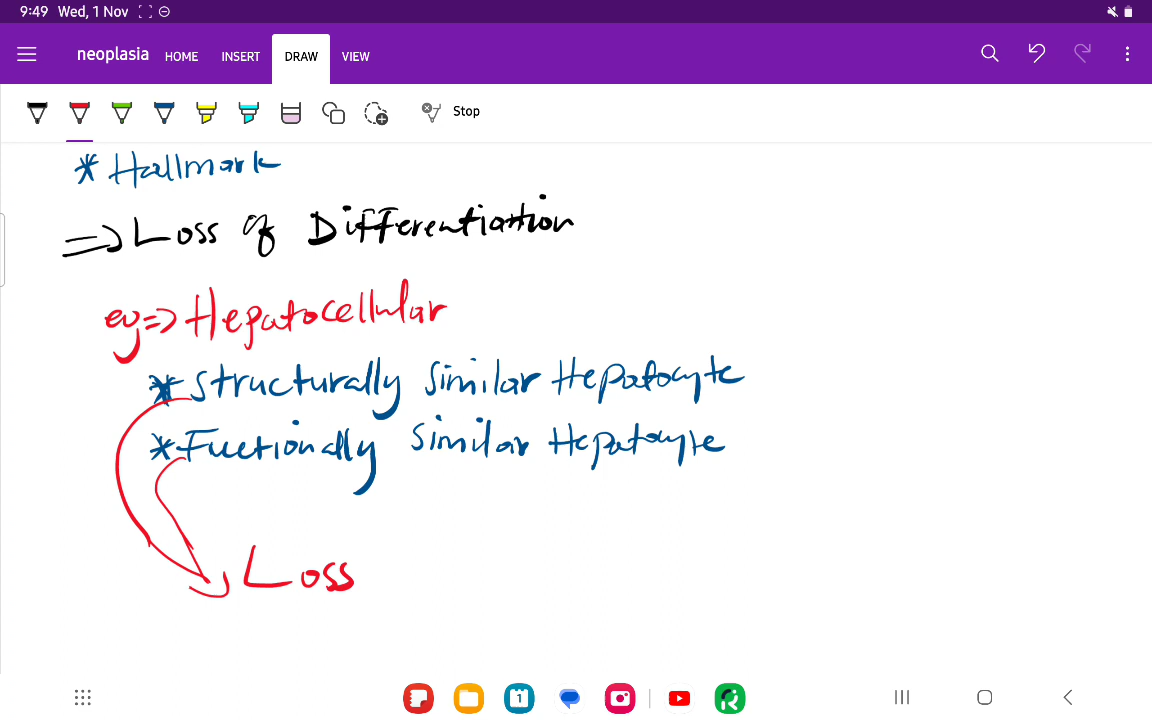 9:49 Wed, 1 Nov
neoplasia HOME INSERT DRAW VIEW
Stop
* Hallmark
=> Loss of Differentiation
eg => Hepatocellular
* Structurally Similar Hepatocyte
* Fuctionally Similar Hepatocyte
Loss
1